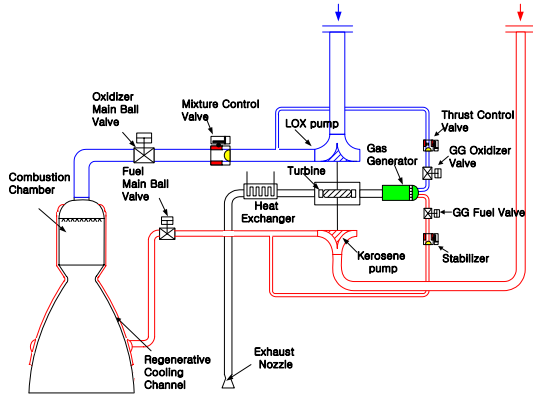 Oxidizer
Main Ball
Valve
Mixture Control
Valve
LOX pump
Thrust Control
Valve
GG Oxidizer
Valve
Gas
Generator
Combustion
Chamber
Fuel
Main Ball
Valve
Turbine
Heat
Exchanger
GG Fuel Valve
Kerosene
pump
Stabilizer
Regenerative
Cooling
Channel
Exhaust
Nozzle